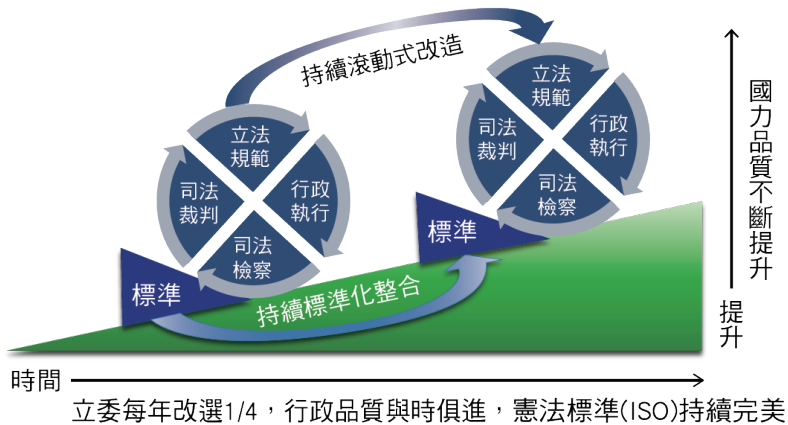 持續滾動式改造
立法
規範
行政
執行
司法
檢察
司法
裁判
標準
立法
規範
行政
執行
司法
檢察
司法
裁判
標準
持續標準化整合
國力品質不斷提升
提升
時間
立委每年改選1/4，行政品質與時俱進，憲法標準(ISO)持續完美